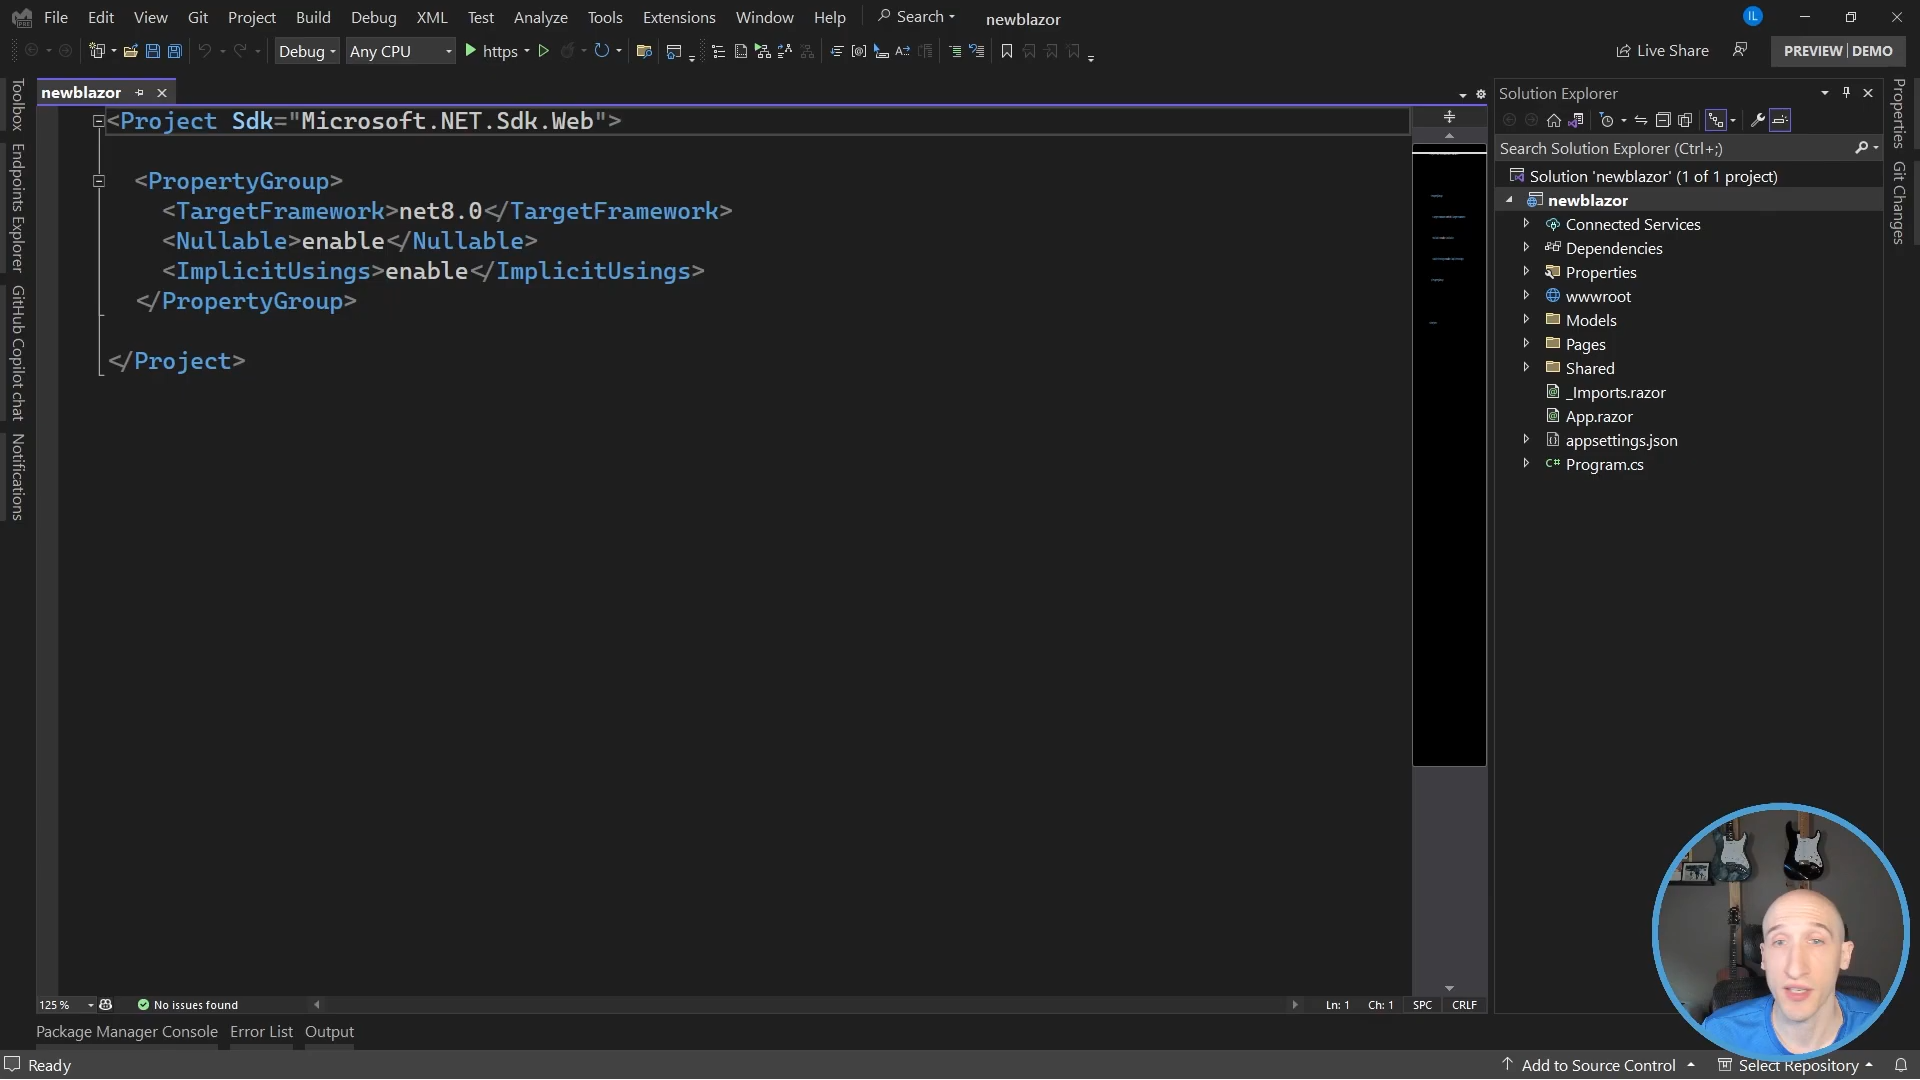 File Edit View Git Project Build Debug XML Test Analyze Tools Extensions Window Help Search newblazor IL
Debug Any CPU https Live Share PREVIEW DEMO
Toolbox
Endpoints Explorer
GitHub Copilot chat
Notifications
newblazor
<Project Sdk="Microsoft.NET.Sdk.Web">
<PropertyGroup>
<TargetFramework>net8.0</TargetFramework>
<Nullable>enable</Nullable>
<ImplicitUsings>enable</ImplicitUsings>
</PropertyGroup>
</Project>
125 % No issues found Ln: 1 Ch: 1 SPC CRLF
Package Manager Console Error List Output
Solution Explorer
Search Solution Explorer (Ctrl+;)
Solution 'newblazor' (1 of 1 project)
newblazor
Connected Services
Dependencies
Properties
wwwroot
Models
Pages
Shared
_Imports.razor
App.razor
appsettings.json
C# Program.cs
Properties
Git Changes
Ready Add to Source Control Select Repository